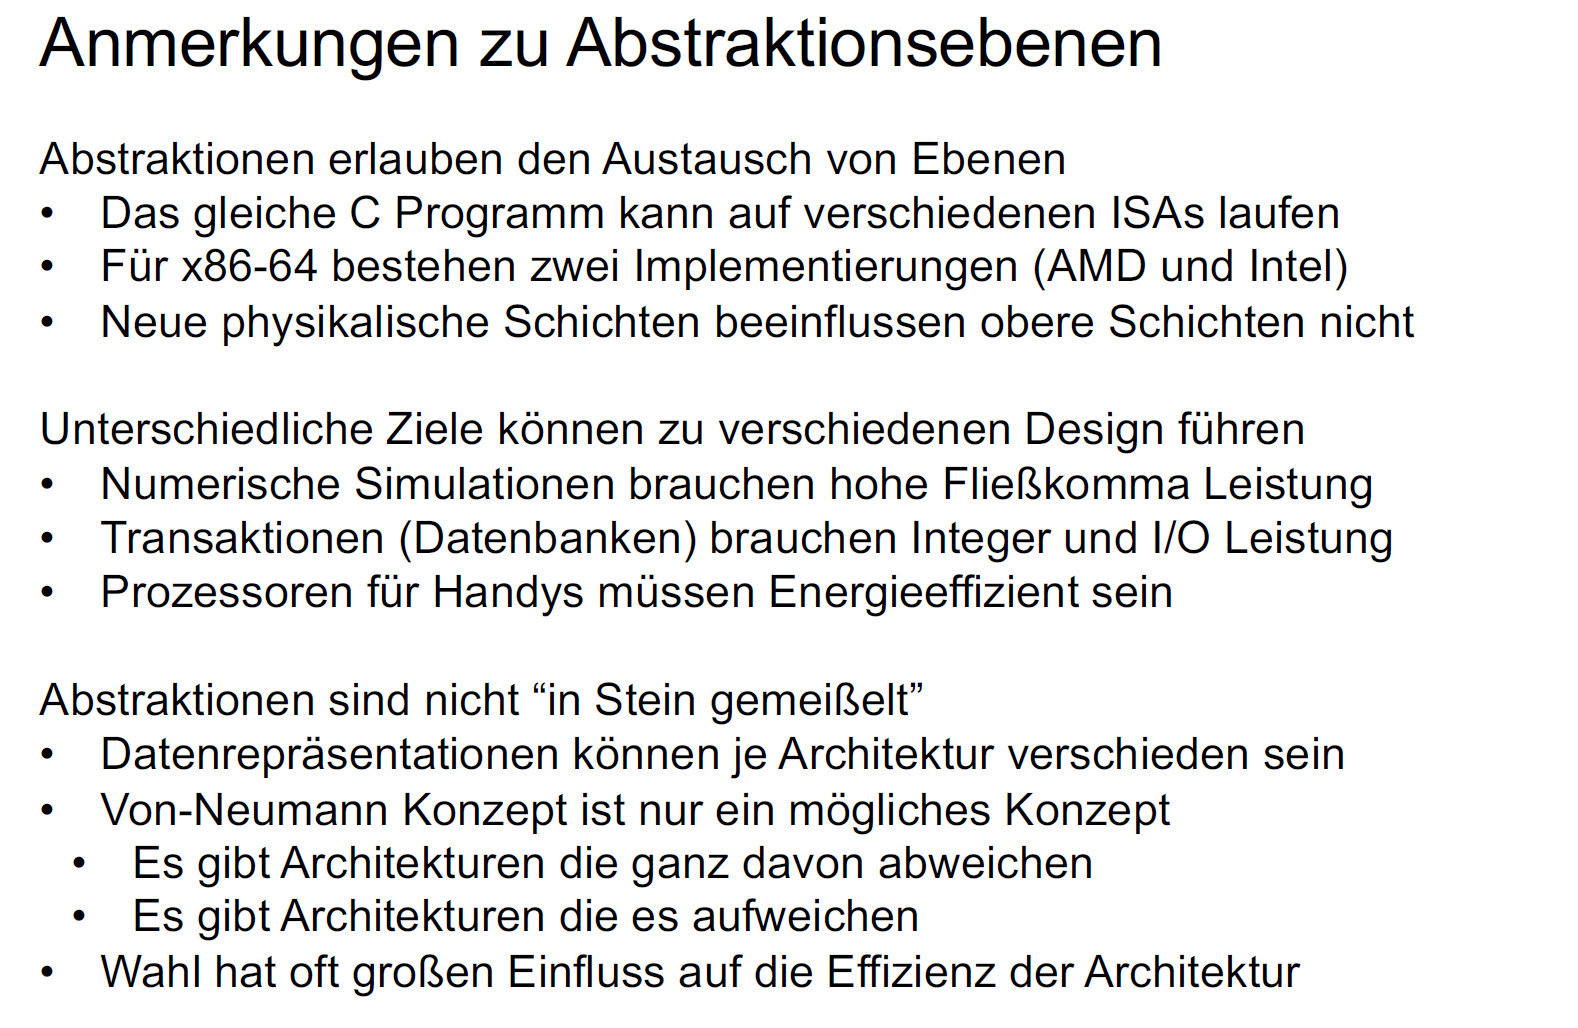 Anmerkungen zu Abstraktionsebenen
Abstraktionen erlauben den Austausch von Ebenen
• Das gleiche C Programm kann auf verschiedenen ISAs laufen
• Für x86-64 bestehen zwei Implementierungen (AMD und Intel)
• Neue physikalische Schichten beeinflussen obere Schichten nicht
Unterschiedliche Ziele können zu verschiedenen Design führen
• Numerische Simulationen brauchen hohe Fließkomma Leistung
• Transaktionen (Datenbanken) brauchen Integer und I/O Leistung
• Prozessoren für Handys müssen Energieeffizient sein
Abstraktionen sind nicht “in Stein gemeißelt”
• Datenrepräsentationen können je Architektur verschieden sein
• Von-Neumann Konzept ist nur ein mögliches Konzept
• Es gibt Architekturen die ganz davon abweichen
• Es gibt Architekturen die es aufweichen
• Wahl hat oft großen Einfluss auf die Effizienz der Architektur